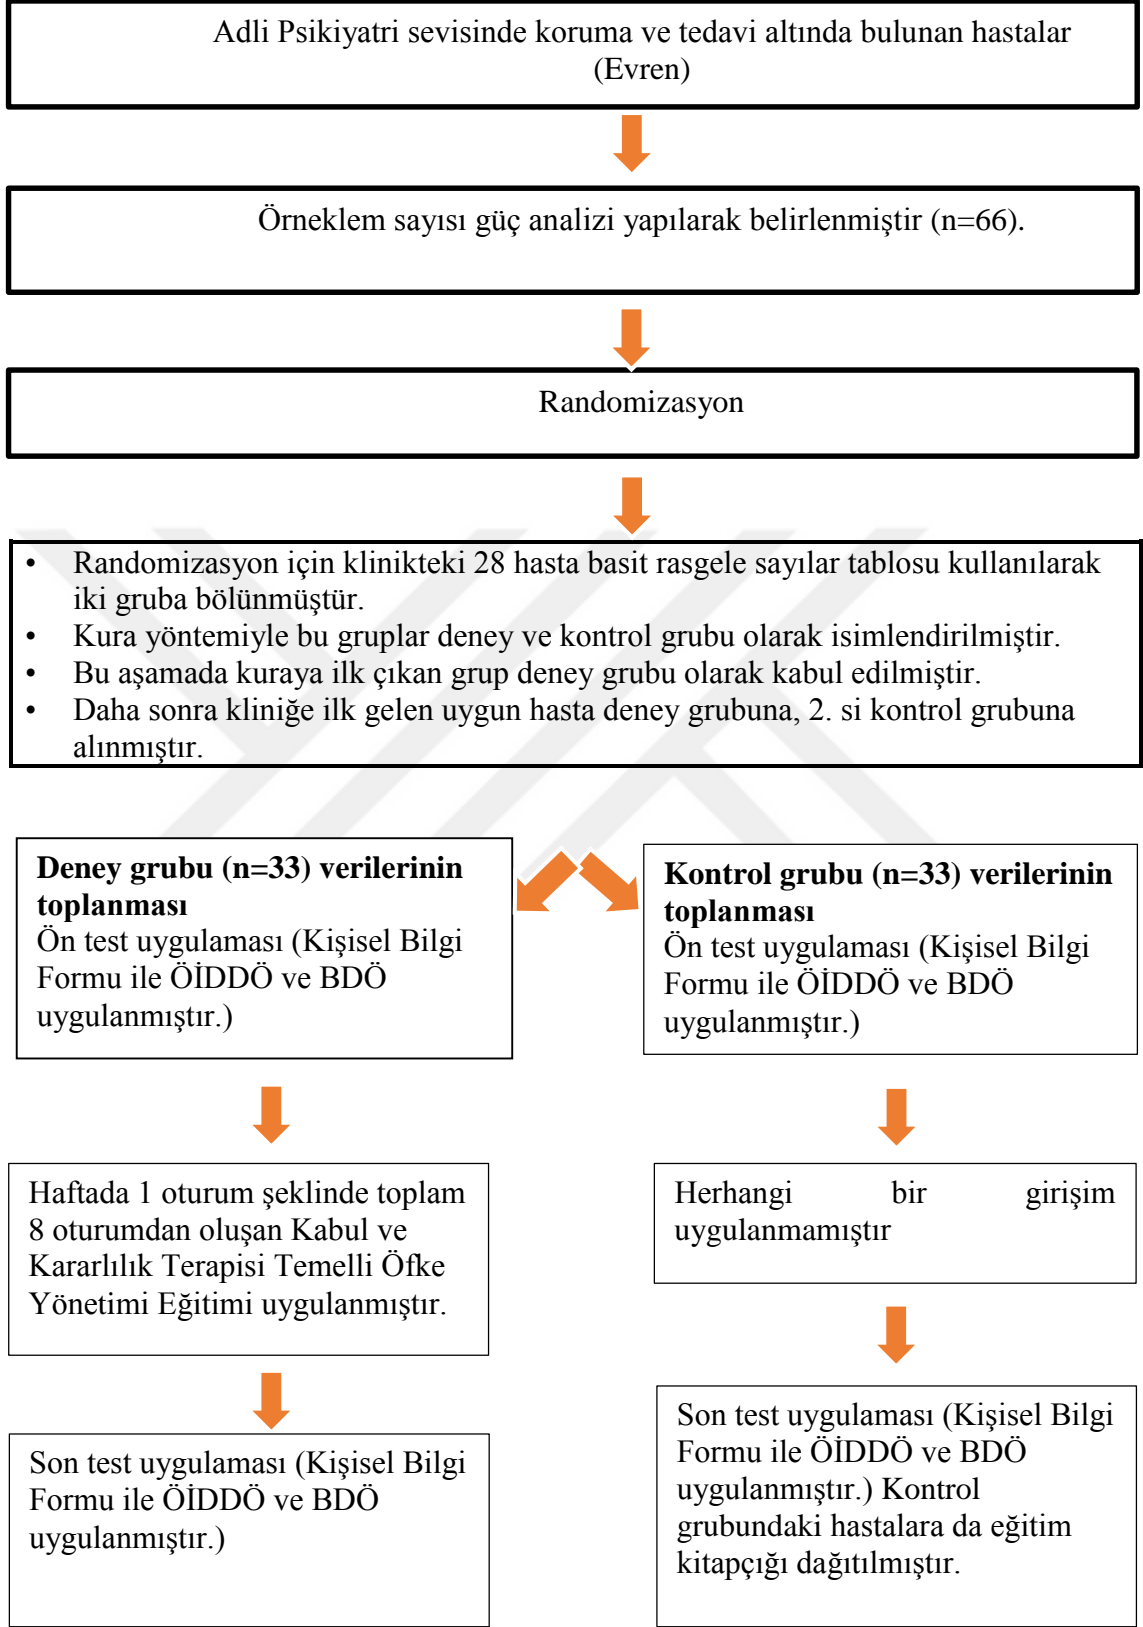 Adli Psikiyatri sevisinde koruma ve tedavi altında bulunan hastalar
(Evren)
Örneklem sayısı güç analizi yapılarak belirlenmiştir (n=66).
Randomizasyon
• Randomizasyon için klinikteki 28 hasta basit rasgele sayılar tablosu kullanılarak
iki gruba bölünmüştür.
• Kura yöntemiyle bu gruplar deney ve kontrol grubu olarak isimlendirilmiştir.
• Bu aşamada kuraya ilk çıkan grup deney grubu olarak kabul edilmiştir.
• Daha sonra kliniğe ilk gelen uygun hasta deney grubuna, 2. si kontrol grubuna
alınmıştır.
Deney grubu (n=33) verilerinin
toplanması
Ön test uygulaması (Kişisel Bilgi
Formu ile ÖİDDÖ ve BDÖ
uygulanmıştır.)
Kontrol grubu (n=33) verilerinin
toplanması
Ön test uygulaması (Kişisel Bilgi
Formu ile ÖİDDÖ ve BDÖ
uygulanmıştır.)
Haftada 1 oturum şeklinde toplam
8 oturumdan oluşan Kabul ve
Kararlılık Terapisi Temelli Öfke
Yönetimi Eğitimi uygulanmıştır.
Herhangi bir girişim
uygulanmamıştır
Son test uygulaması (Kişisel Bilgi
Formu ile ÖİDDÖ ve BDÖ
uygulanmıştır.)
Son test uygulaması (Kişisel Bilgi
Formu ile ÖİDDÖ ve BDÖ
uygulanmıştır.) Kontrol
grubundaki hastalara da eğitim
kitapçığı dağıtılmıştır.